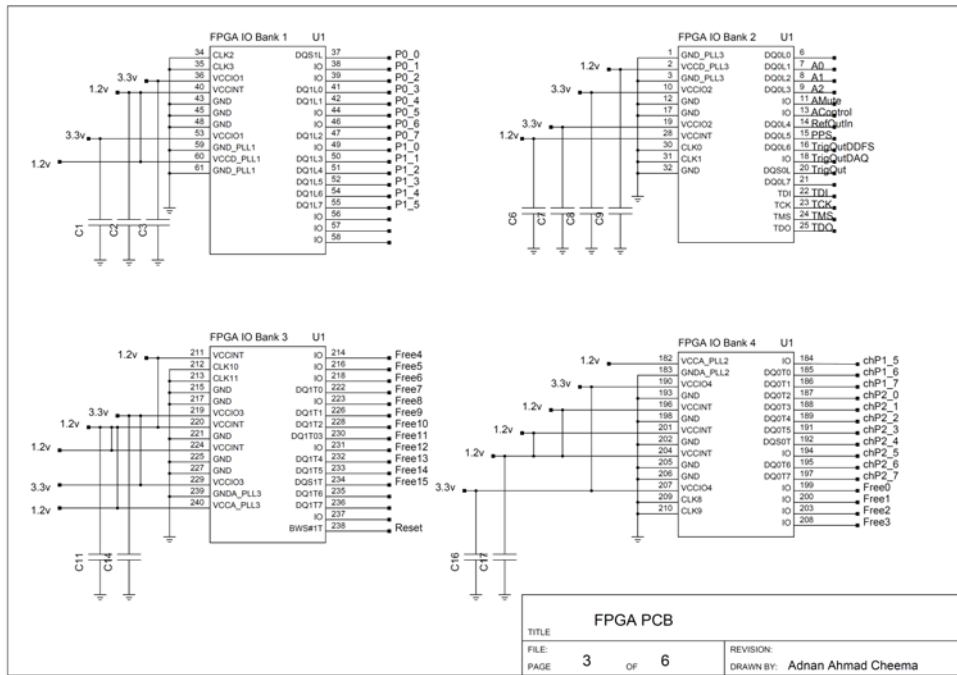 FPGA IO Bank 1 U1
34 CLK2 DQS1L 37 P0_0
35 CLK3 IO 38 P0_1
3.3v 36 VCCIO1 IO 39 P0_2
1.2v 40 VCCINT DQ1L0 41 P0_3
43 GND DQ1L1 42 P0_4
45 GND IO 44 P0_5
48 GND IO 46 P0_6
3.3v 53 VCCIO1 DQ1L2 47 P0_7
59 GND_PLL1 IO 49 P1_0
1.2v 60 VCCD_PLL1 DQ1L3 50 P1_1
61 GND_PLL1 DQ1L4 51 P1_2
DQ1L5 52 P1_3
DQ1L6 54 P1_4
DQ1L7 55 P1_5
IO 56
IO 57
IO 58
C1 C2 C3
FPGA IO Bank 2 U1
1 GND_PLL3 DQ0L0 6
1.2v 2 VCCD_PLL3 DQ0L1 7 A0
3 GND_PLL3 DQ0L2 8 A1
10 VCCIO2 DQ0L3 9 A2
12 GND IO 11 AMute
17 GND IO 13 AControl
3.3v 19 VCCIO2 DQ0L4 14 RefOutIn
1.2v 28 VCCINT DQ0L5 15 PPS
30 CLK0 DQ0L6 16 TrigOutDDFS
31 CLK1 IO 18 TrigOutDAQ
32 GND DQS0L 20 TrigOut
DQ0L7 21
TDI 22 TDI
TCK 23 TCK
TMS 24 TMS
TDO 25 TDO
C6 C7 C8 C9
FPGA IO Bank 3 U1
1.2v 211 VCCINT IO 214 Free4
212 CLK10 IO 216 Free5
213 CLK11 IO 218 Free6
215 GND DQ1T0 222 Free7
217 GND IO 223 Free8
3.3v 219 VCCIO3 DQ1T1 226 Free9
1.2v 220 VCCINT DQ1T2 228 Free10
221 GND DQ1T03 230 Free11
1.2v 224 VCCINT IO 231 Free12
225 GND DQ1T4 232 Free13
227 GND DQ1T5 233 Free14
3.3v 229 VCCIO3 DQS1T 234 Free15
239 GNDA_PLL3 DQ1T6 235
1.2v 240 VCCA_PLL3 DQ1T7 236
IO 237
BWS#1T 238 Reset
C11 C14
FPGA IO Bank 4 U1
1.2v 182 VCCA_PLL2 IO 184 chP1_5
183 GNDA_PLL2 DQ0T0 185 chP1_6
3.3v 190 VCCIO4 DQ0T1 186 chP1_7
193 GND DQ0T2 187 chP2_0
1.2v 196 VCCINT DQ0T3 188 chP2_1
198 GND DQ0T4 189 chP2_2
1.2v 201 VCCINT DQ0T5 191 chP2_3
202 GND DQS0T 192 chP2_4
1.2v 204 VCCINT IO 194 chP2_5
205 GND DQ0T6 195 chP2_6
206 GND DQ0T7 197 chP2_7
3.3v 207 VCCIO4 IO 199 Free0
209 CLK8 IO 200 Free1
210 CLK9 IO 203 Free2
IO 208 Free3
C16 C17
TITLE FPGA PCB
FILE: REVISION:
PAGE 3 OF 6 DRAWN BY: Adnan Ahmad Cheema